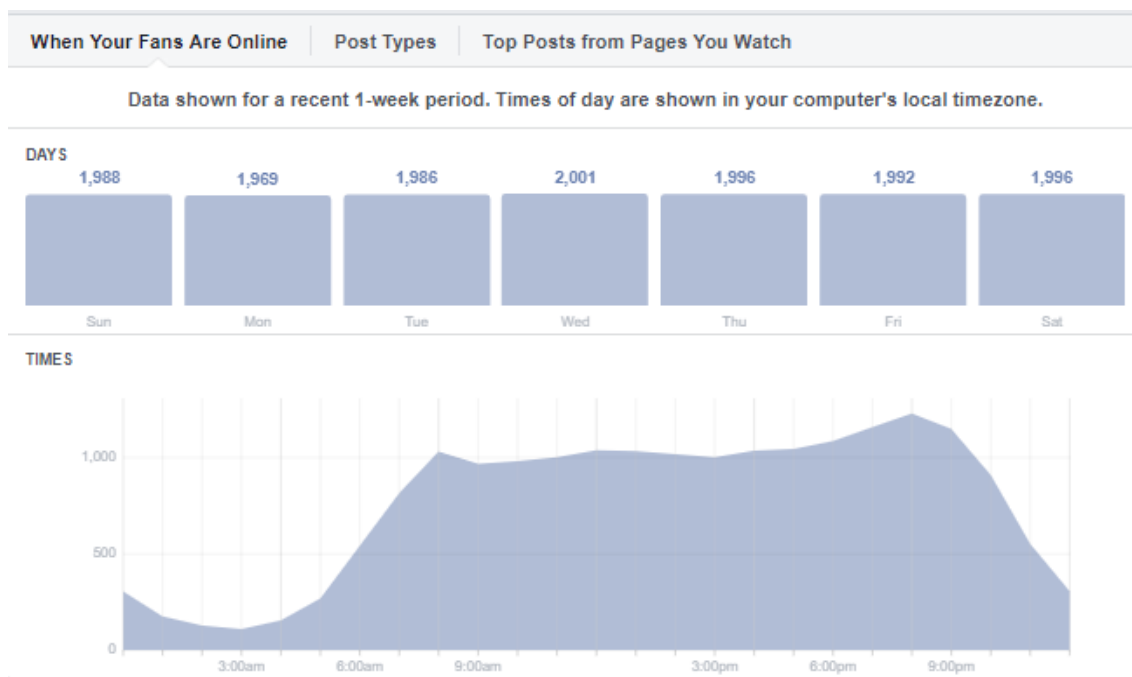 When Your Fans Are Online Post Types Top Posts from Pages You Watch
Data shown for a recent 1-week period. Times of day are shown in your computer's local timezone.
DAYS
1,988 1,969 1,986 2,001 1,996 1,992 1,996
Sun Mon Tue Wed Thu Fri Sat
TIMES
1,000
500
0
3:00am 6:00am 9:00am 3:00pm 6:00pm 9:00pm